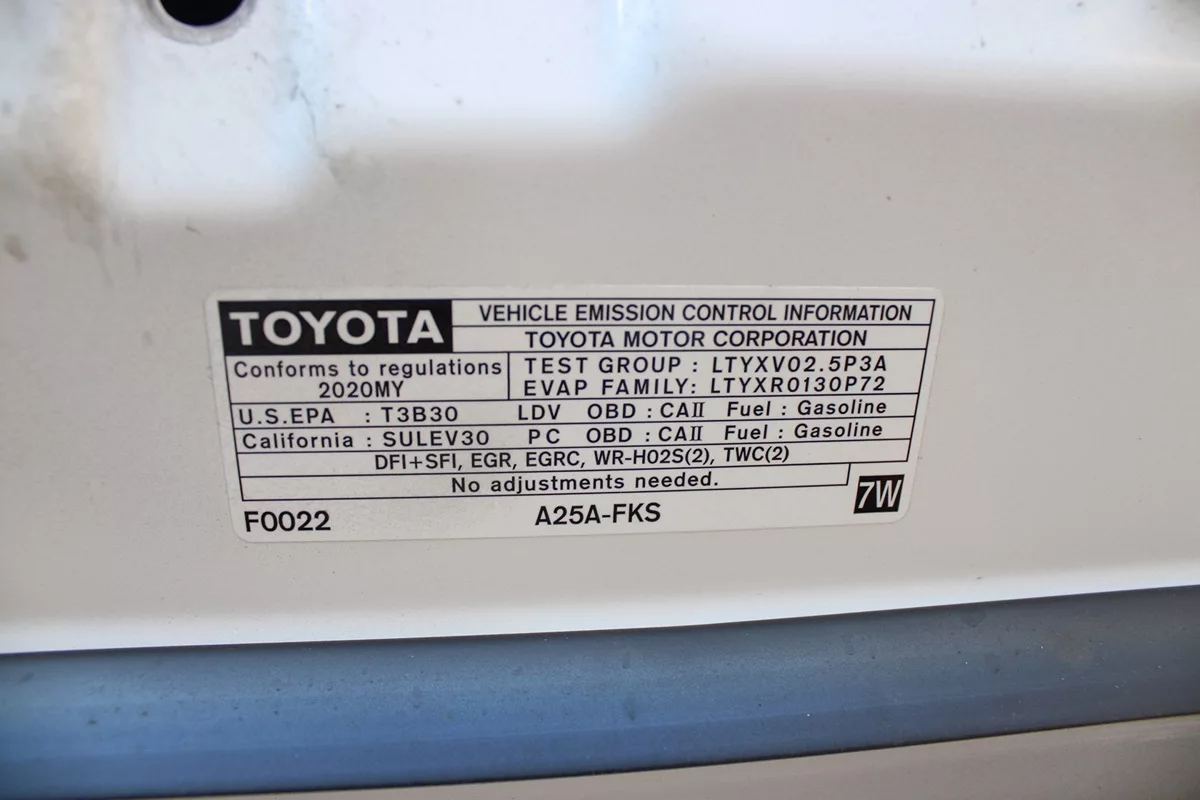 TOYOTA
VEHICLE EMISSION CONTROL INFORMATION
TOYOTA MOTOR CORPORATION
Conforms to regulations
2020MY
TEST GROUP : LTYXV02.5P3A
EVAP FAMILY: LTYXR0130P72
U.S.EPA : T3B30 LDV OBD : CAII Fuel : Gasoline
California : SULEV30 PC OBD : CAII Fuel : Gasoline
DFI+SFI, EGR, EGRC, WR-HO2S(2), TWC(2)
No adjustments needed.
F0022
A25A-FKS
7W